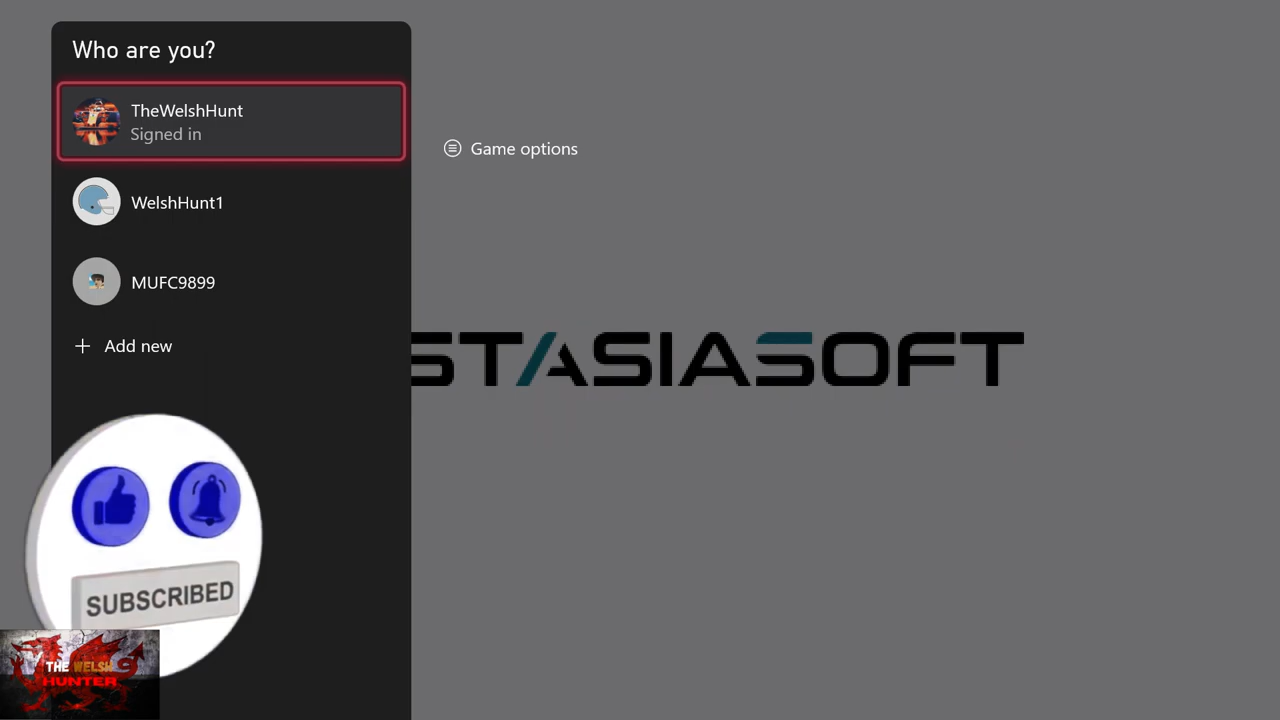 Who are you?
TheWelshHunt
Signed in
Game options
WelshHunt1
MUFC9899
STASIASOFT
Add new
SUBSCRIBED
THE WELSH
HUNTER